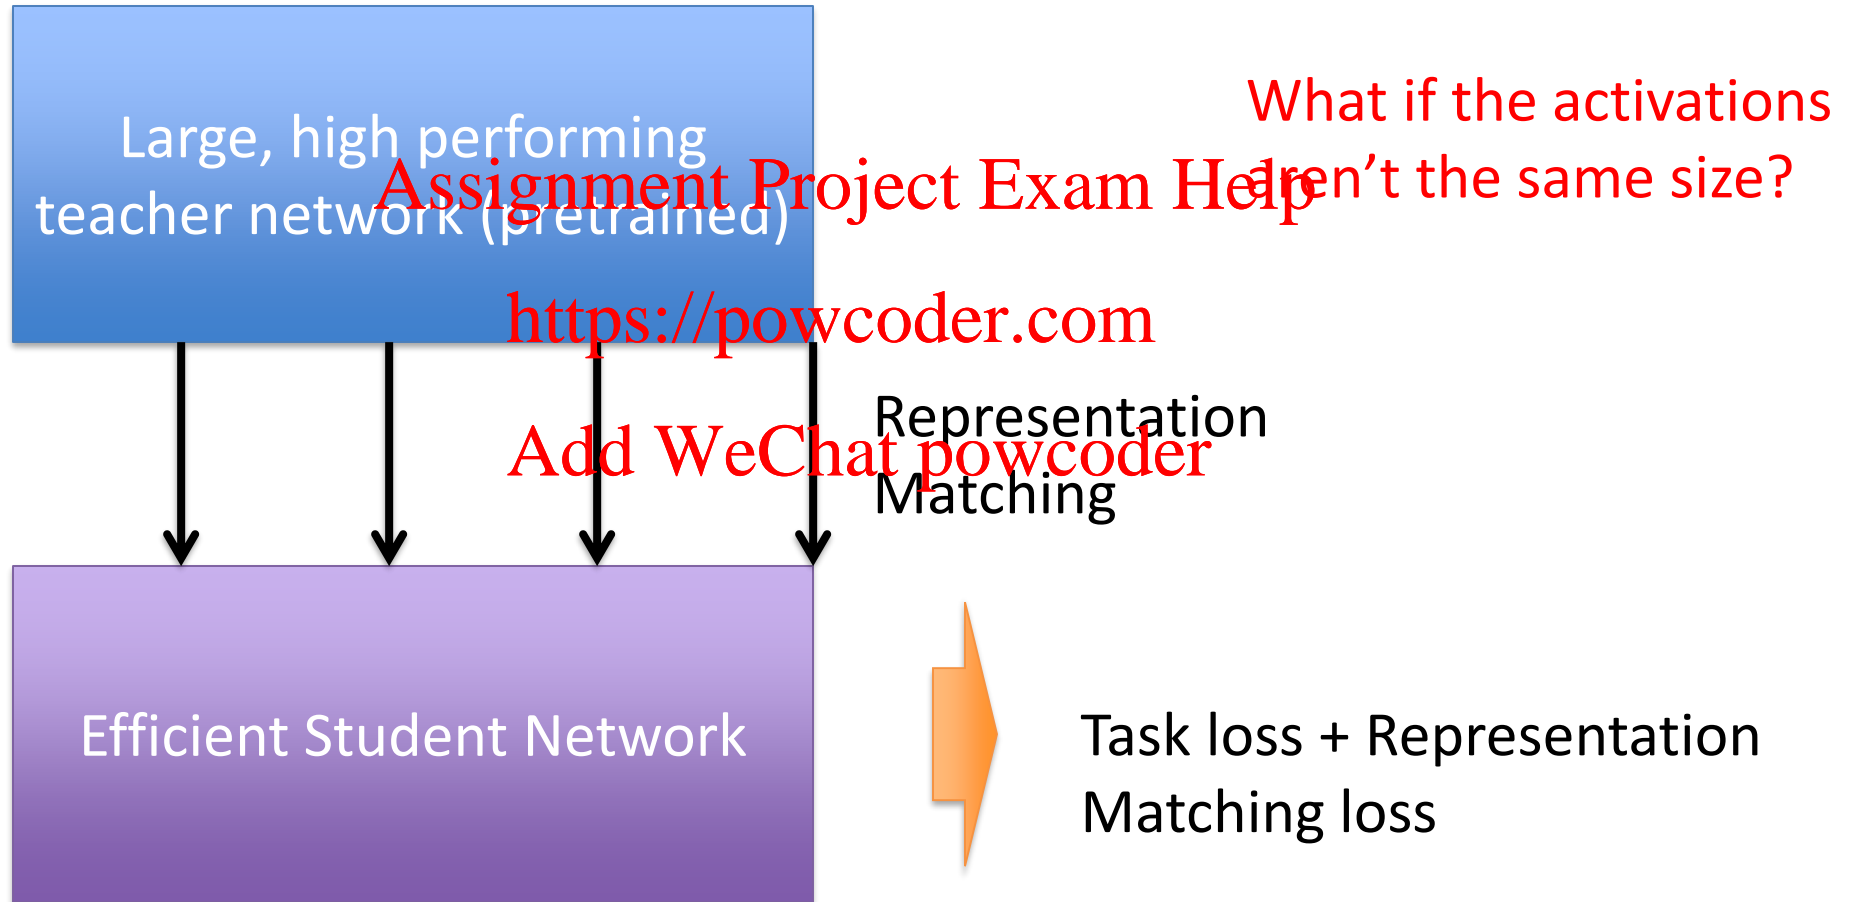 What if the activations
aren’t the same size?
Large, high performing
teacher network (pretrained)
Assignment Project Exam Help
https://powcoder.com
Representation
Matching
Add WeChat powcoder
Efficient Student Network
Task loss + Representation
Matching loss